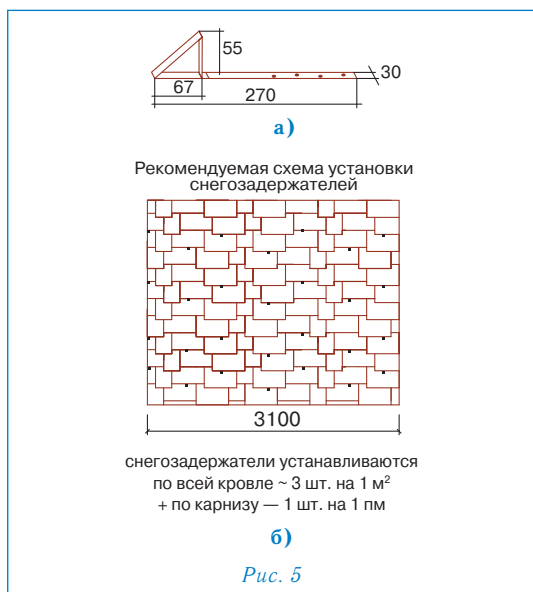 55
30
67
270
а)
Рекомендуемая схема установки
снегозадержателей
3100
снегозадержатели устанавливаются
по всей кровле ~ 3 шт. на 1 м²
+ по карнизу — 1 шт. на 1 пм
б)
Рис. 5